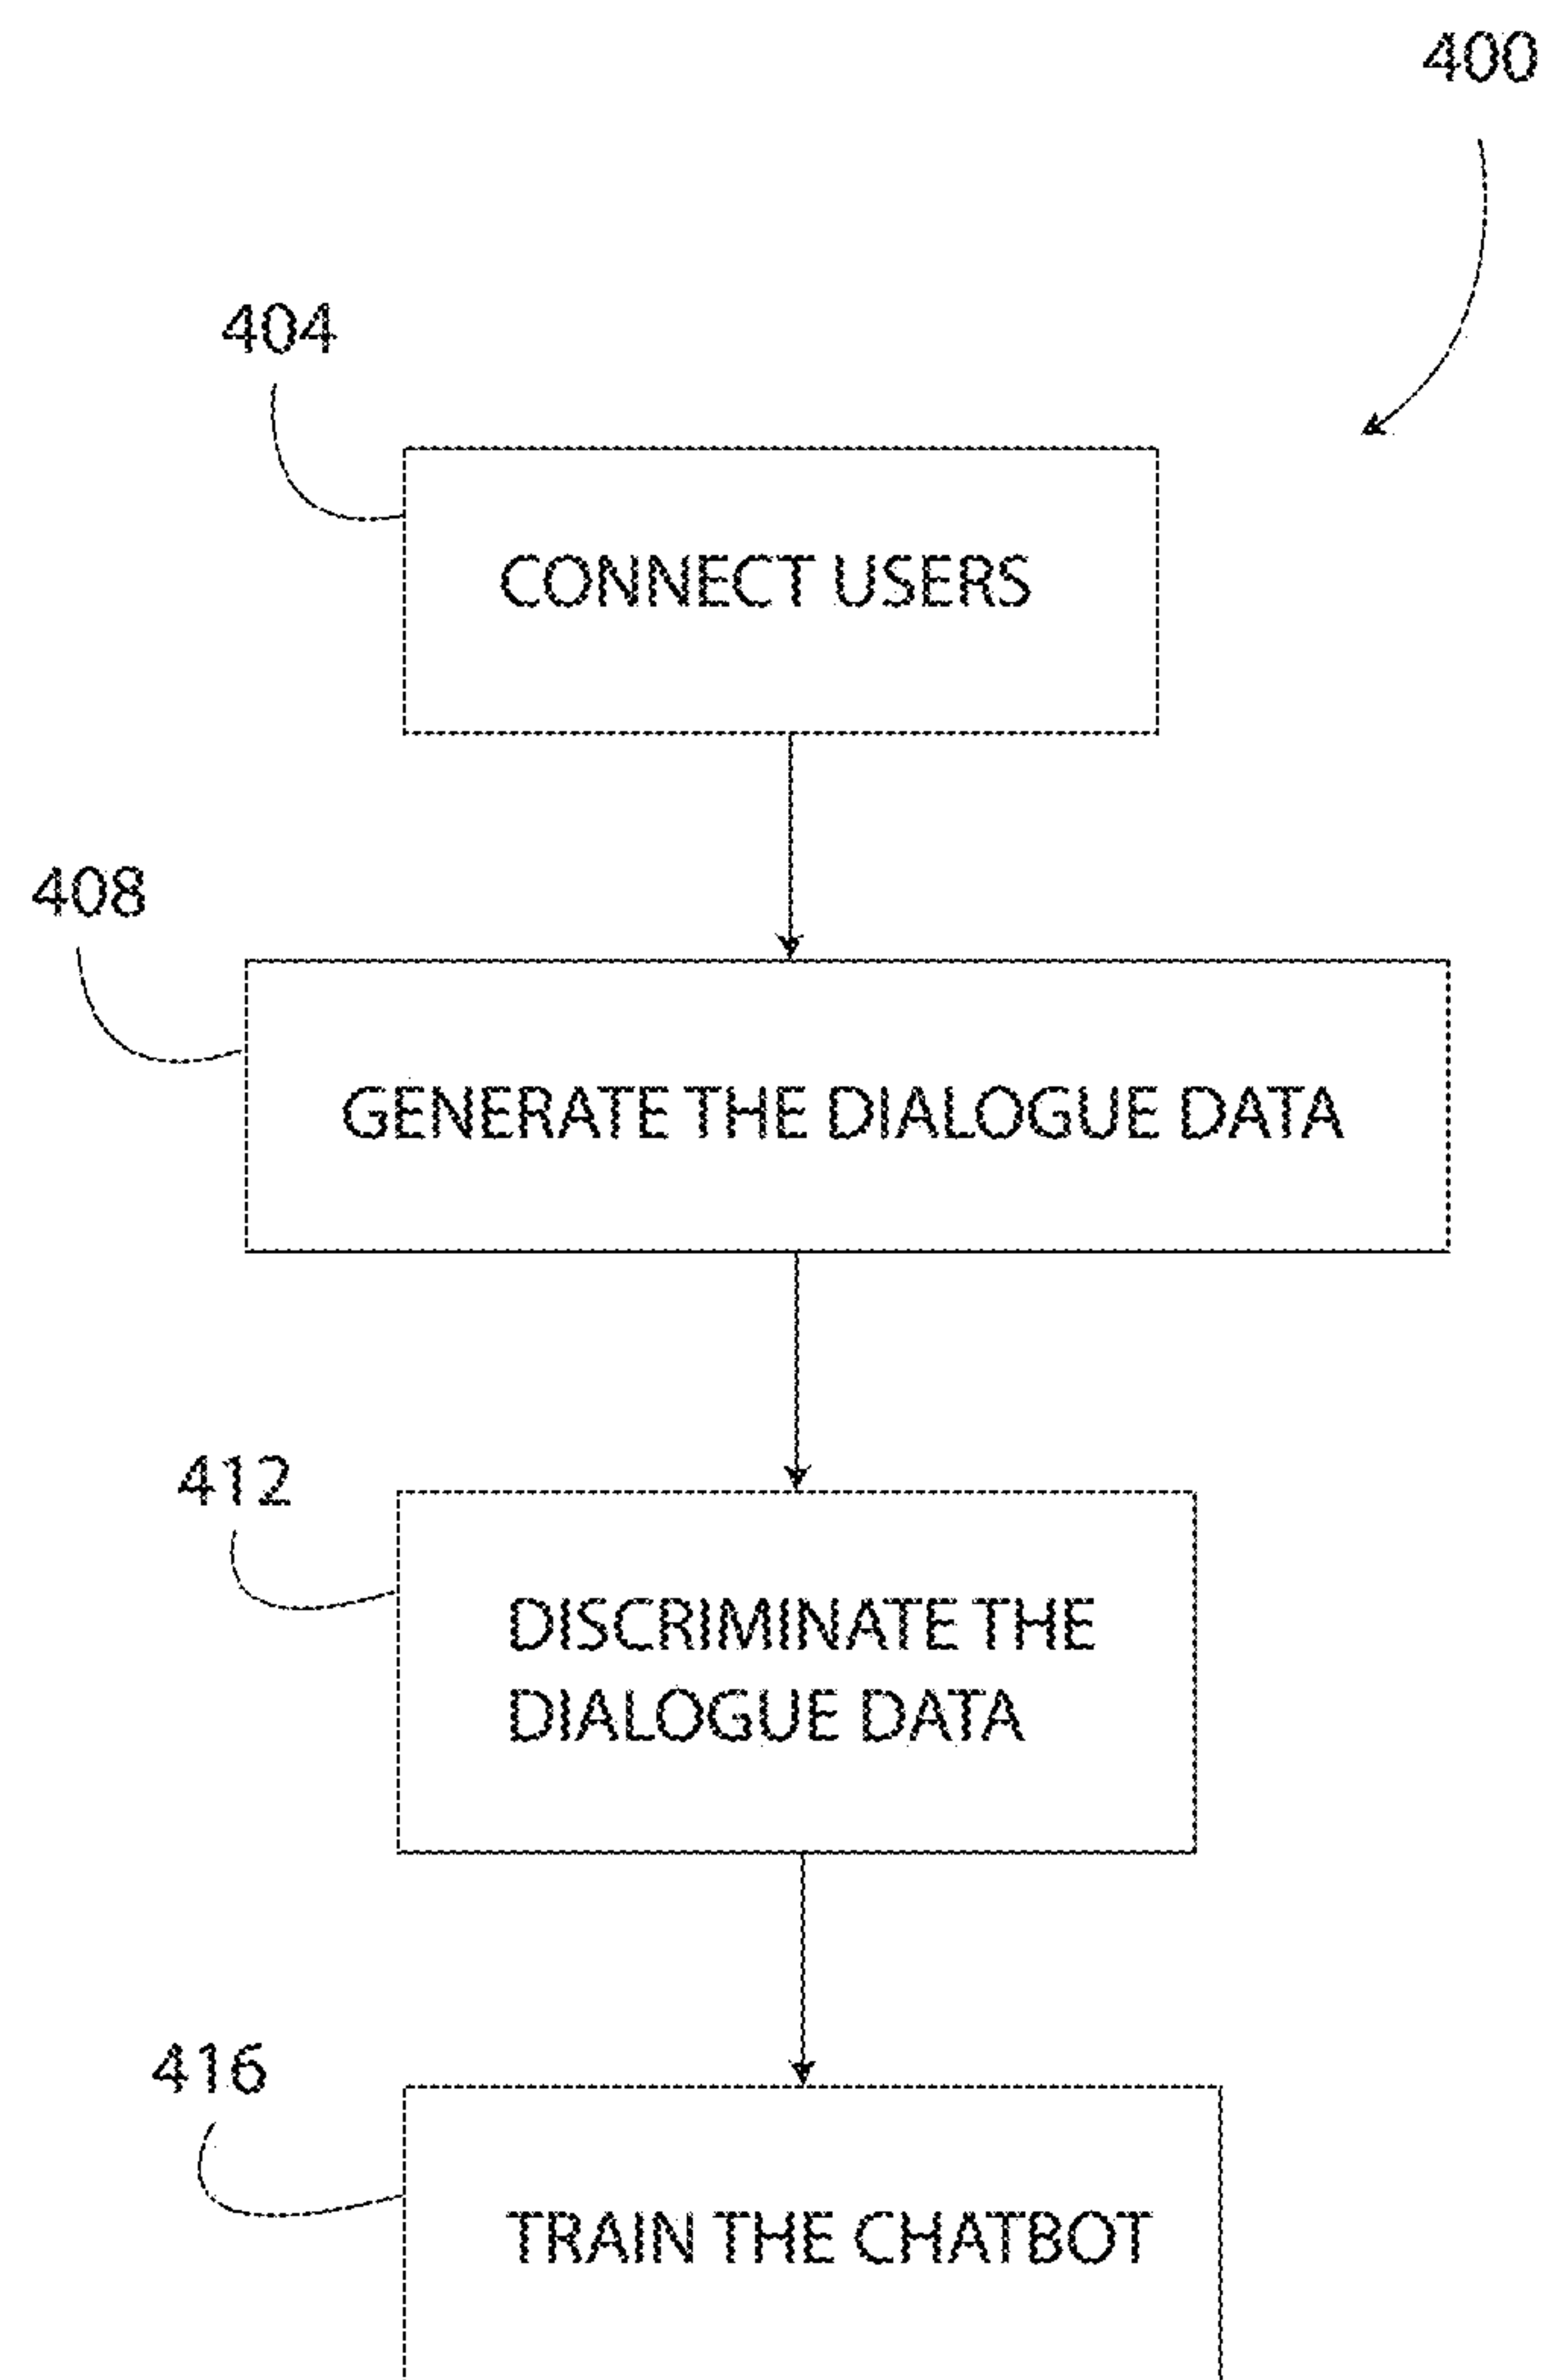 400
404
CONNECT USERS
408
GENERATE THE DIALOGUE DATA
412
DISCRIMINATE THE
DIALOGUE DATA
416
TRAIN THE CHATBOT